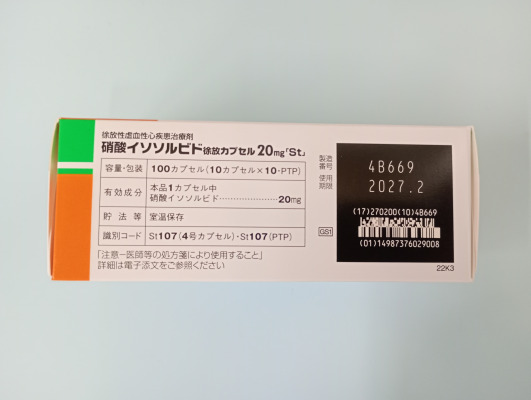 徐放性虚血性心疾患治療剤
硝酸イソソルビド徐放カプセル20mg「St」
容量・包装 100カプセル(10カプセル×10・PTP)
有効成分 本品1カプセル中
硝酸イソソルビド……………………20mg
貯法等 室温保存
識別コード St107(4号カプセル)・St107(PTP)
「注意-医師等の処方箋により使用すること」
詳細は電子添文をご参照ください
製造番号 4B669
使用期限 2027.2
(17)270200(10)4B669
GS1
(01)14987376029008
22K3